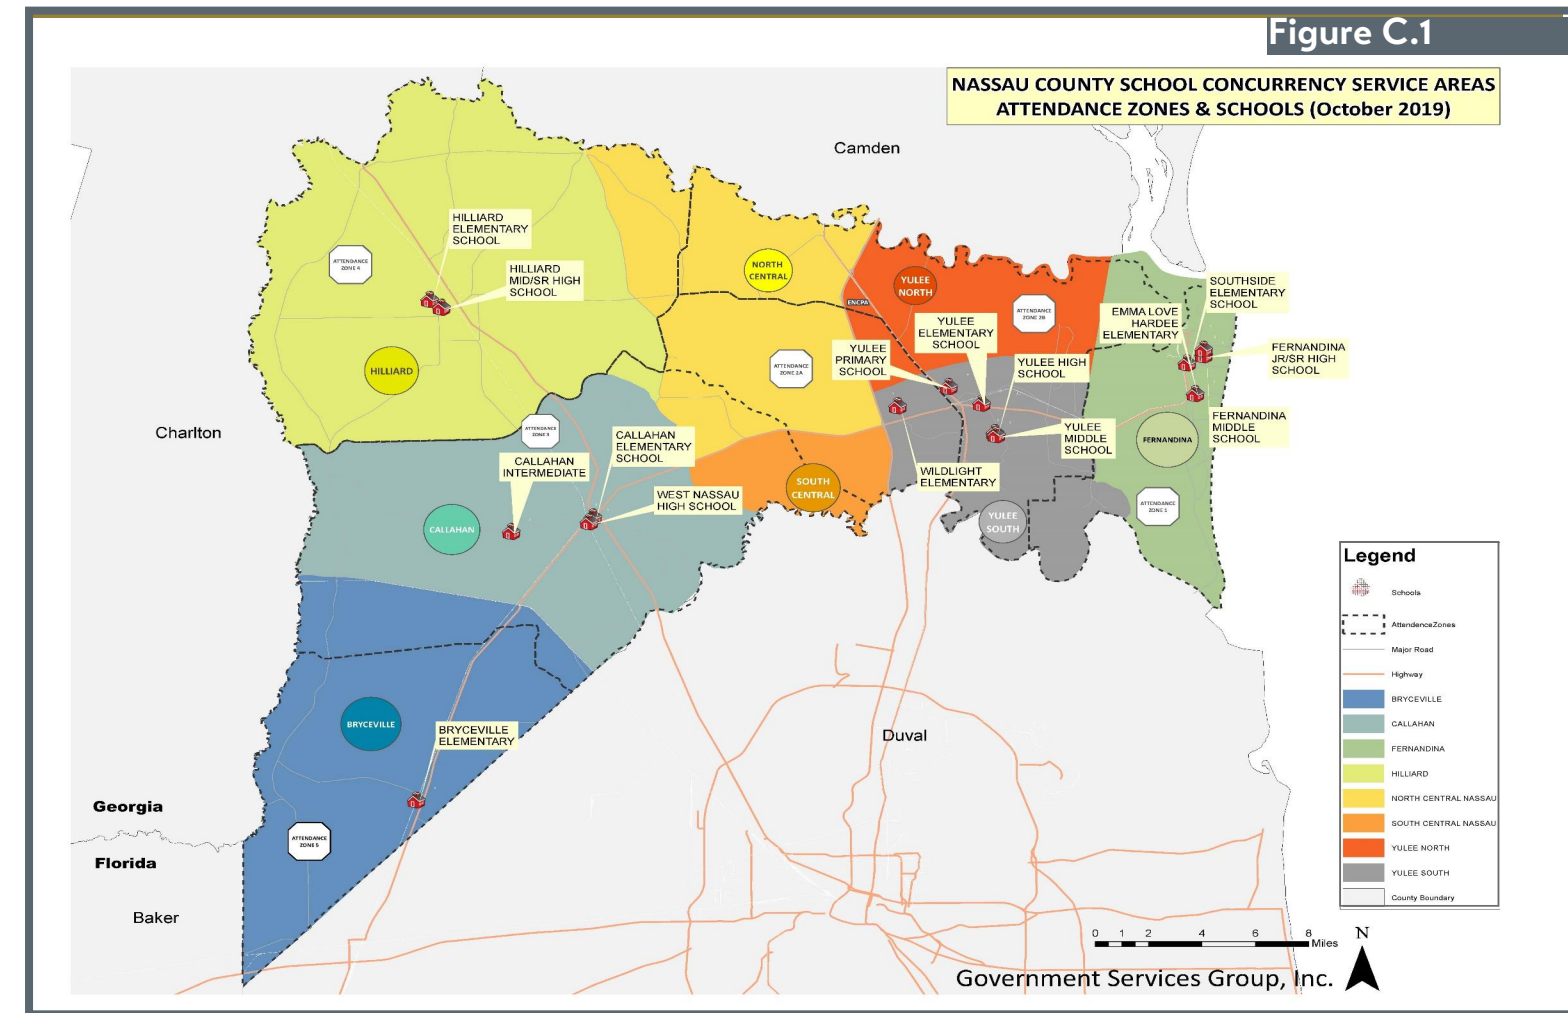 Figure C.1
NASSAU COUNTY SCHOOL CONCURRENCY SERVICE AREAS
ATTENDANCE ZONES & SCHOOLS (October 2019)
Camden
HILLIARD
ELEMENTARY
SCHOOL
ATTENDANCE
ZONE 4
HILLIARD
MID/SR HIGH
SCHOOL
NORTH
CENTRAL
YULEE
NORTH
ENCPA
ATTENDANCE
ZONE 2B
SOUTHSIDE
ELEMENTARY
SCHOOL
EMMA LOVE
HARDEE
ELEMENTARY
YULEE
ELEMENTARY
SCHOOL
YULEE
PRIMARY
SCHOOL
YULEE HIGH
SCHOOL
FERNANDINA
JR/SR HIGH
SCHOOL
HILLIARD
ATTENDANCE
ZONE 2A
Charlton
ATTENDANCE
ZONE 3
CALLAHAN
ELEMENTARY
SCHOOL
CALLAHAN
INTERMEDIATE
YULEE
MIDDLE
SCHOOL
FERNANDINA
FERNANDINA
MIDDLE
SCHOOL
WILDLIGHT
ELEMENTARY
SOUTH
CENTRAL
WEST NASSAU
HIGH SCHOOL
CALLAHAN
YULEE
SOUTH
ATTENDANCE
ZONE 1
BRYCEVILLE
BRYCEVILLE
ELEMENTARY
Duval
Georgia
ATTENDANCE
ZONE 5
Florida
Baker
Legend
Schools
AttendenceZones
Major Road
Highway
BRYCEVILLE
CALLAHAN
FERNANDINA
HILLIARD
NORTH CENTRAL NASSAU
SOUTH CENTRAL NASSAU
YULEE NORTH
YULEE SOUTH
County Boundary
0 1 2 4 6 8
Miles
N
Government Services Group, Inc.